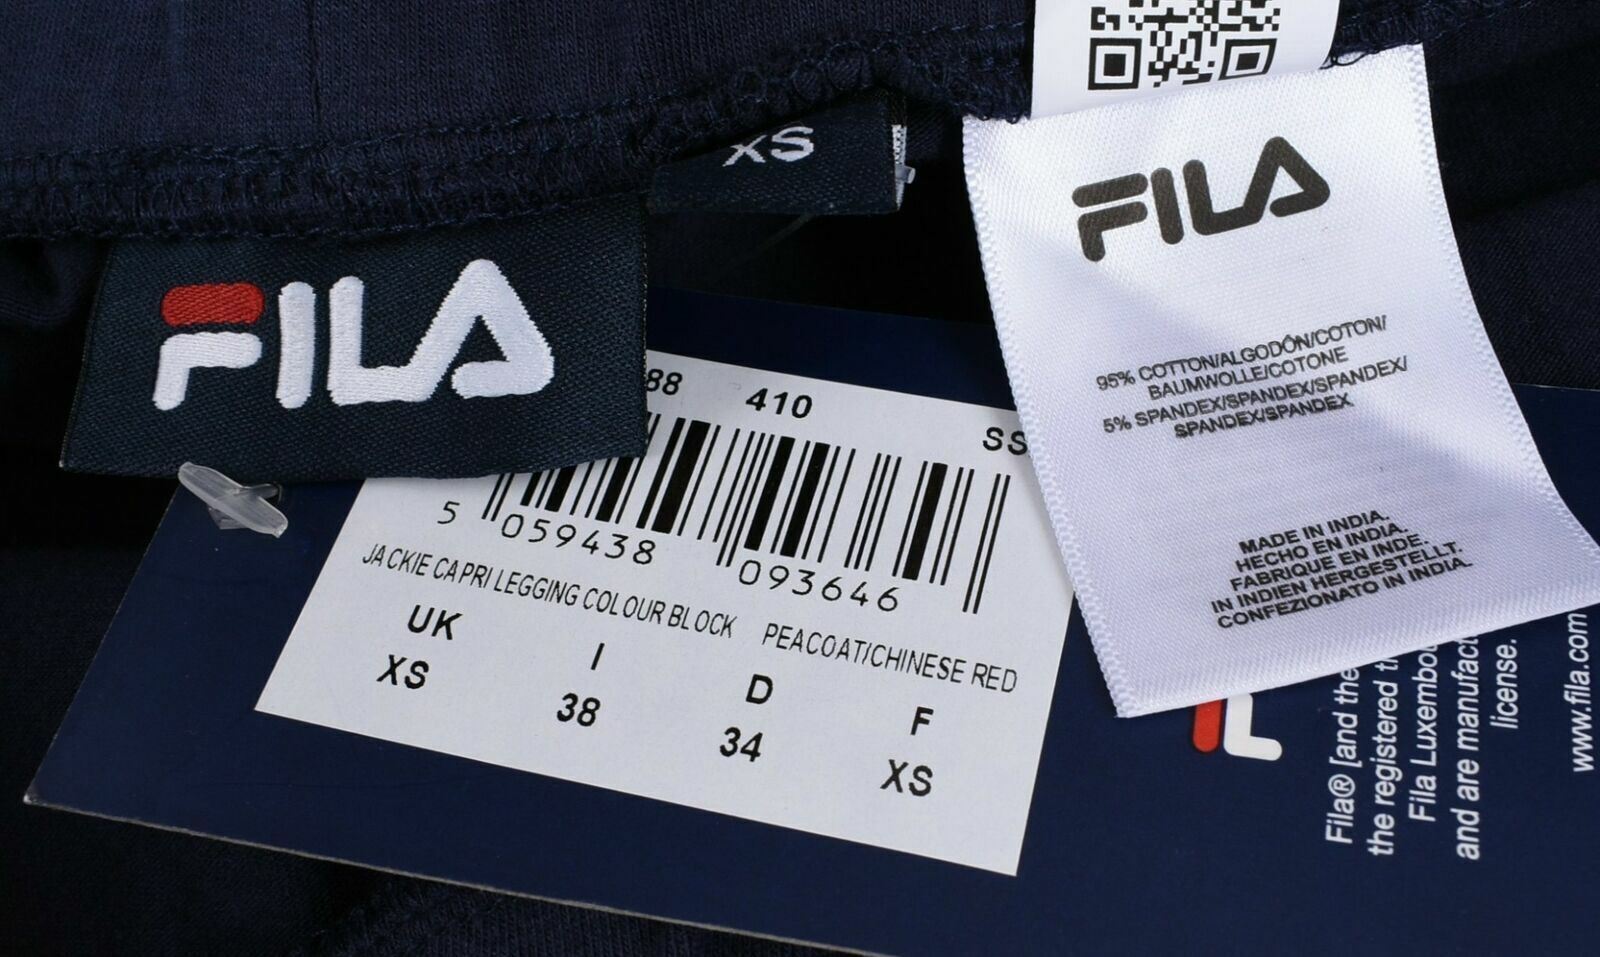 XS
FILA
FILA
95% COTTON/ALGODÔN/COTON/
BAUMWOLLE/COTONE
5% SPANDEX/SPANDEX/SPANDEX/
SPANDEX/SPANDEX
MADE IN INDIA.
HECHO EN INDIA.
FABRIQUE EN INDE.
IN INDIEN HERGESTELLT.
CONFEZIONATO IN INDIA.
88 410
SS
5 059438 093646
JACKIE CAPRI LEGGING COLOUR BLOCK PEACOAT/CHINESE RED
UK I D F
XS 38 34 XS
Fila® [and the
the registered
Fila Luxembou
and are manufact
license.
www.fila.com